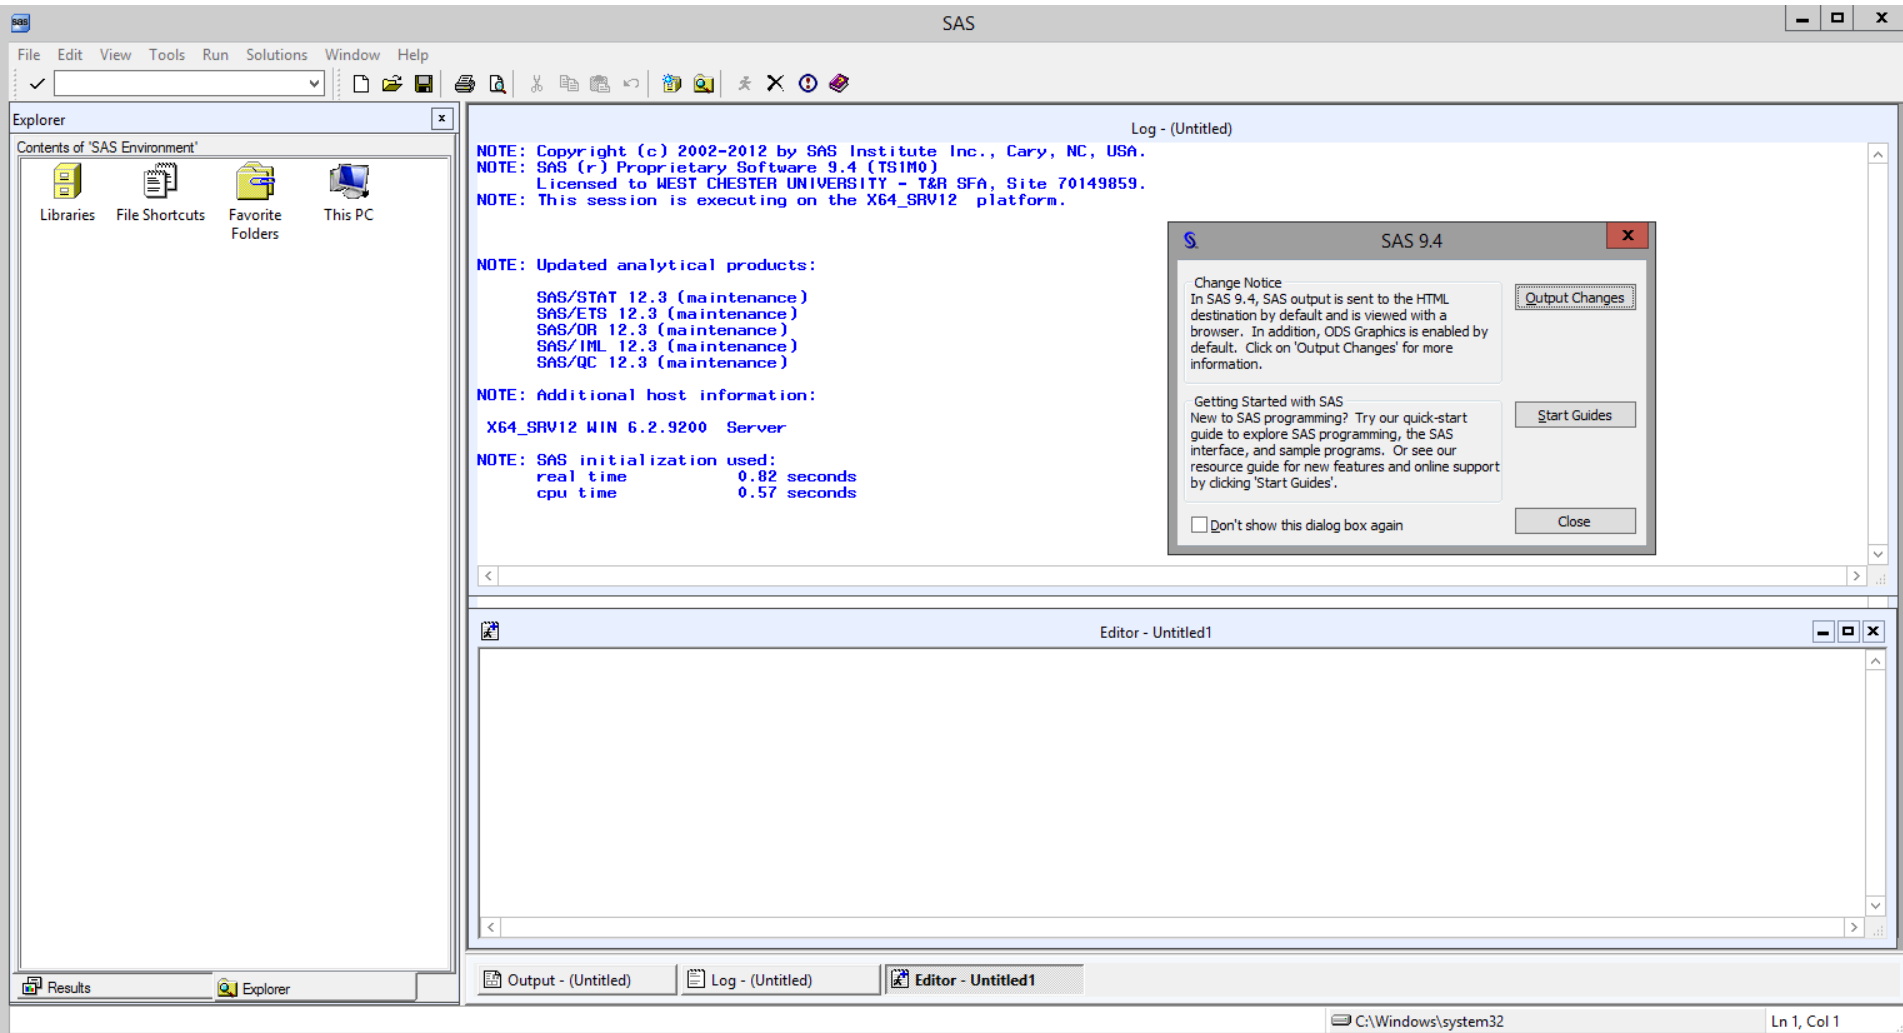 sas
SAS
File Edit View Tools Run Solutions Window Help
Explorer
Contents of 'SAS Environment'
Libraries
File Shortcuts
Favorite
Folders
This PC
Log - (Untitled)
NOTE: Copyright (c) 2002-2012 by SAS Institute Inc., Cary, NC, USA.
NOTE: SAS (r) Proprietary Software 9.4 (TS1M0)
Licensed to WEST CHESTER UNIVERSITY - T&R SFA, Site 70149859.
NOTE: This session is executing on the X64_SRV12 platform.
NOTE: Updated analytical products:
SAS/STAT 12.3 (maintenance)
SAS/ETS 12.3 (maintenance)
SAS/OR 12.3 (maintenance)
SAS/IML 12.3 (maintenance)
SAS/QC 12.3 (maintenance)
NOTE: Additional host information:
X64_SRV12 WIN 6.2.9200 Server
NOTE: SAS initialization used:
real time 0.82 seconds
cpu time 0.57 seconds
SAS 9.4
Change Notice
In SAS 9.4, SAS output is sent to the HTML
destination by default and is viewed with a
browser. In addition, ODS Graphics is enabled by
default. Click on 'Output Changes' for more
information.
Output Changes
Getting Started with SAS
New to SAS programming? Try our quick-start
guide to explore SAS programming, the SAS
interface, and sample programs. Or see our
resource guide for new features and online support
by clicking 'Start Guides'.
Start Guides
Don't show this dialog box again
Close
Editor - Untitled1
Results
Explorer
Output - (Untitled)
Log - (Untitled)
Editor - Untitled1
C:\Windows\system32
Ln 1, Col 1